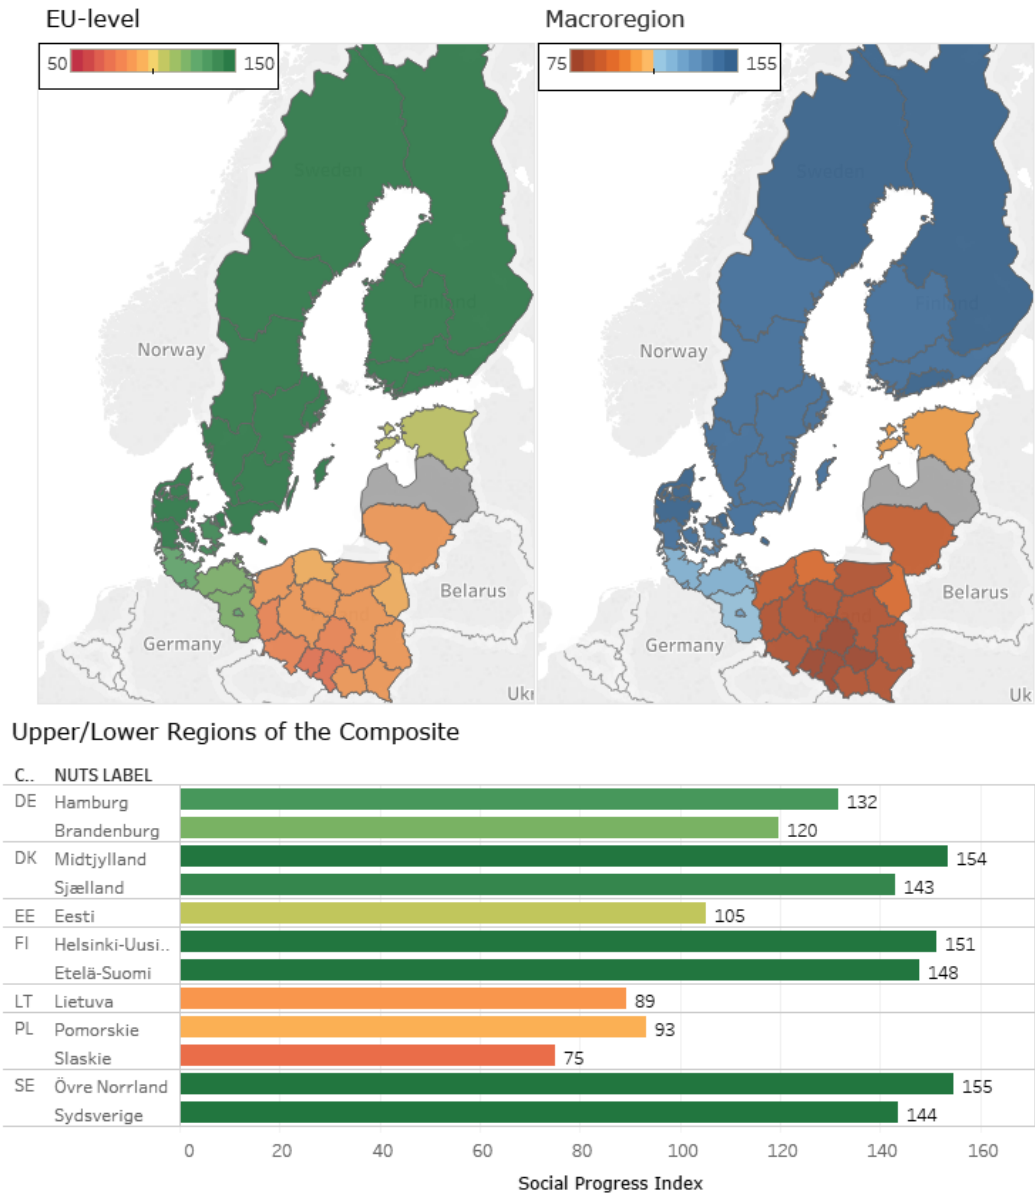 EU-level
Macroregion
50 150
75 155
Sweden
Sweden
Finland
Finland
Norway
Norway
Belarus
Belarus
Germany
Germany
Ukr
Uk
Upper/Lower Regions of the Composite
C.. NUTS LABEL
DE Hamburg 132
Brandenburg 120
DK Midtjylland 154
Sjælland 143
EE Eesti 105
FI Helsinki-Uusi.. 151
Etelä-Suomi 148
LT Lietuva 89
PL Pomorskie 93
Slaskie 75
SE Övre Norrland 155
Sydsverige 144
0 20 40 60 80 100 120 140 160
Social Progress Index